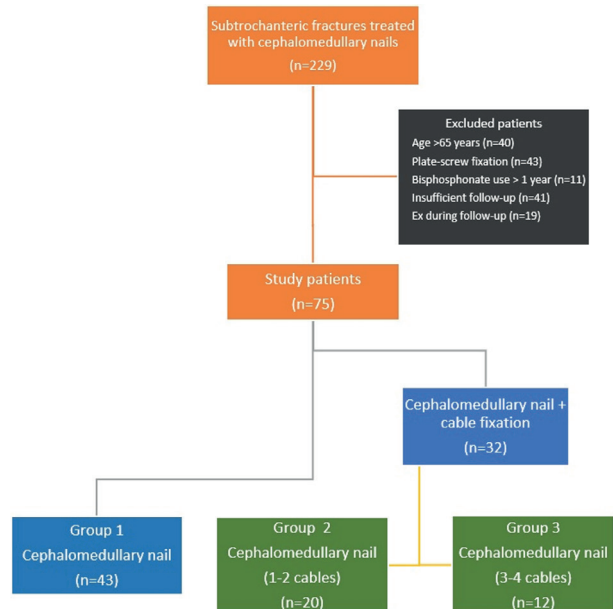 Subtrochanteric fractures treated
with cephalomedullary nails
(n=229)
Excluded patients
Age >65 years (n=40)
Plate-screw fixation (n=43)
Bisphosphonate use > 1 year (n=11)
Insufficient follow-up (n=41)
Ex during follow-up (n=19)
Study patients
(n=75)
Cephalomedullary nail +
cable fixation
(n=32)
Group 1
Cephalomedullary nail
(n=43)
Group 2
Cephalomedullary nail
(1-2 cables)
(n=20)
Group 3
Cephalomedullary nail
(3-4 cables)
(n=12)